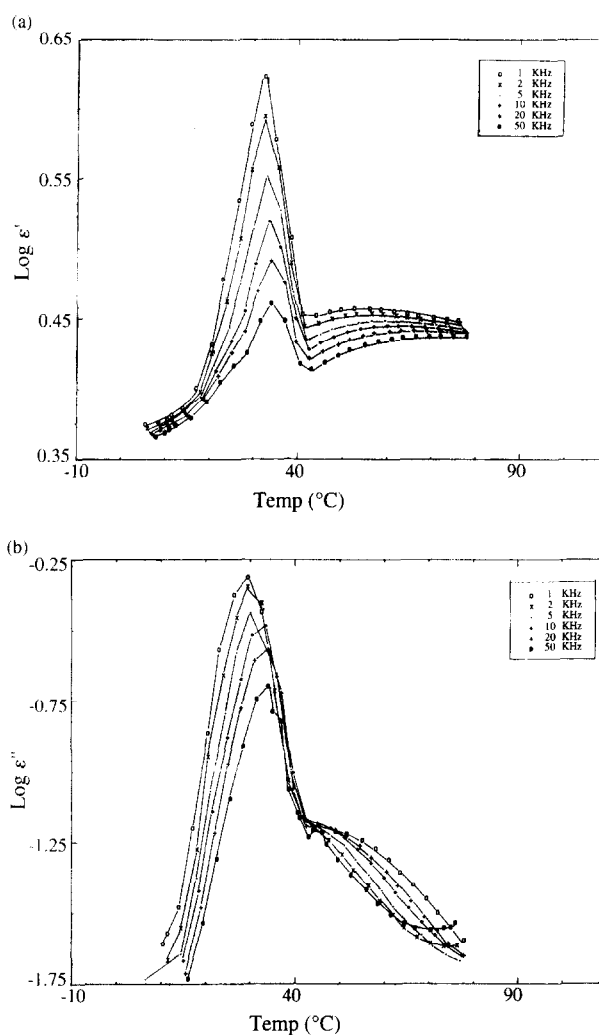 (a)
0.65
1 KHz
2 KHz
5 KHz
10 KHz
20 KHz
50 KHz
0.55
Log ε'
0.45
0.35
-10
40
90
Temp (°C)
(b)
-0.25
1 KHz
2 KHz
5 KHz
10 KHz
20 KHz
50 KHz
-0.75
Log ε"
-1.25
-1.75
-10
40
90
Temp (°C)